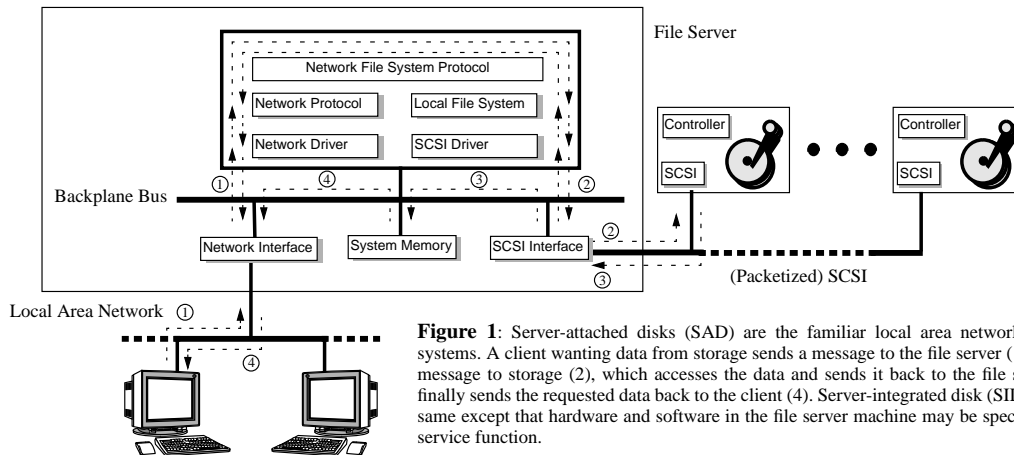 File Server
Network File System Protocol
Network Protocol
Local File System
Network Driver
SCSI Driver
Controller
SCSI
Controller
SCSI
① ④ ③ ②
Backplane Bus
Network Interface
System Memory
SCSI Interface
②
③
(Packetized) SCSI
Local Area Network ①
④
Figure 1: Server-attached disks (SAD) are the familiar local area network
systems. A client wanting data from storage sends a message to the file server (
message to storage (2), which accesses the data and sends it back to the file s
finally sends the requested data back to the client (4). Server-integrated disk (SI
same except that hardware and software in the file server machine may be spec
service function.